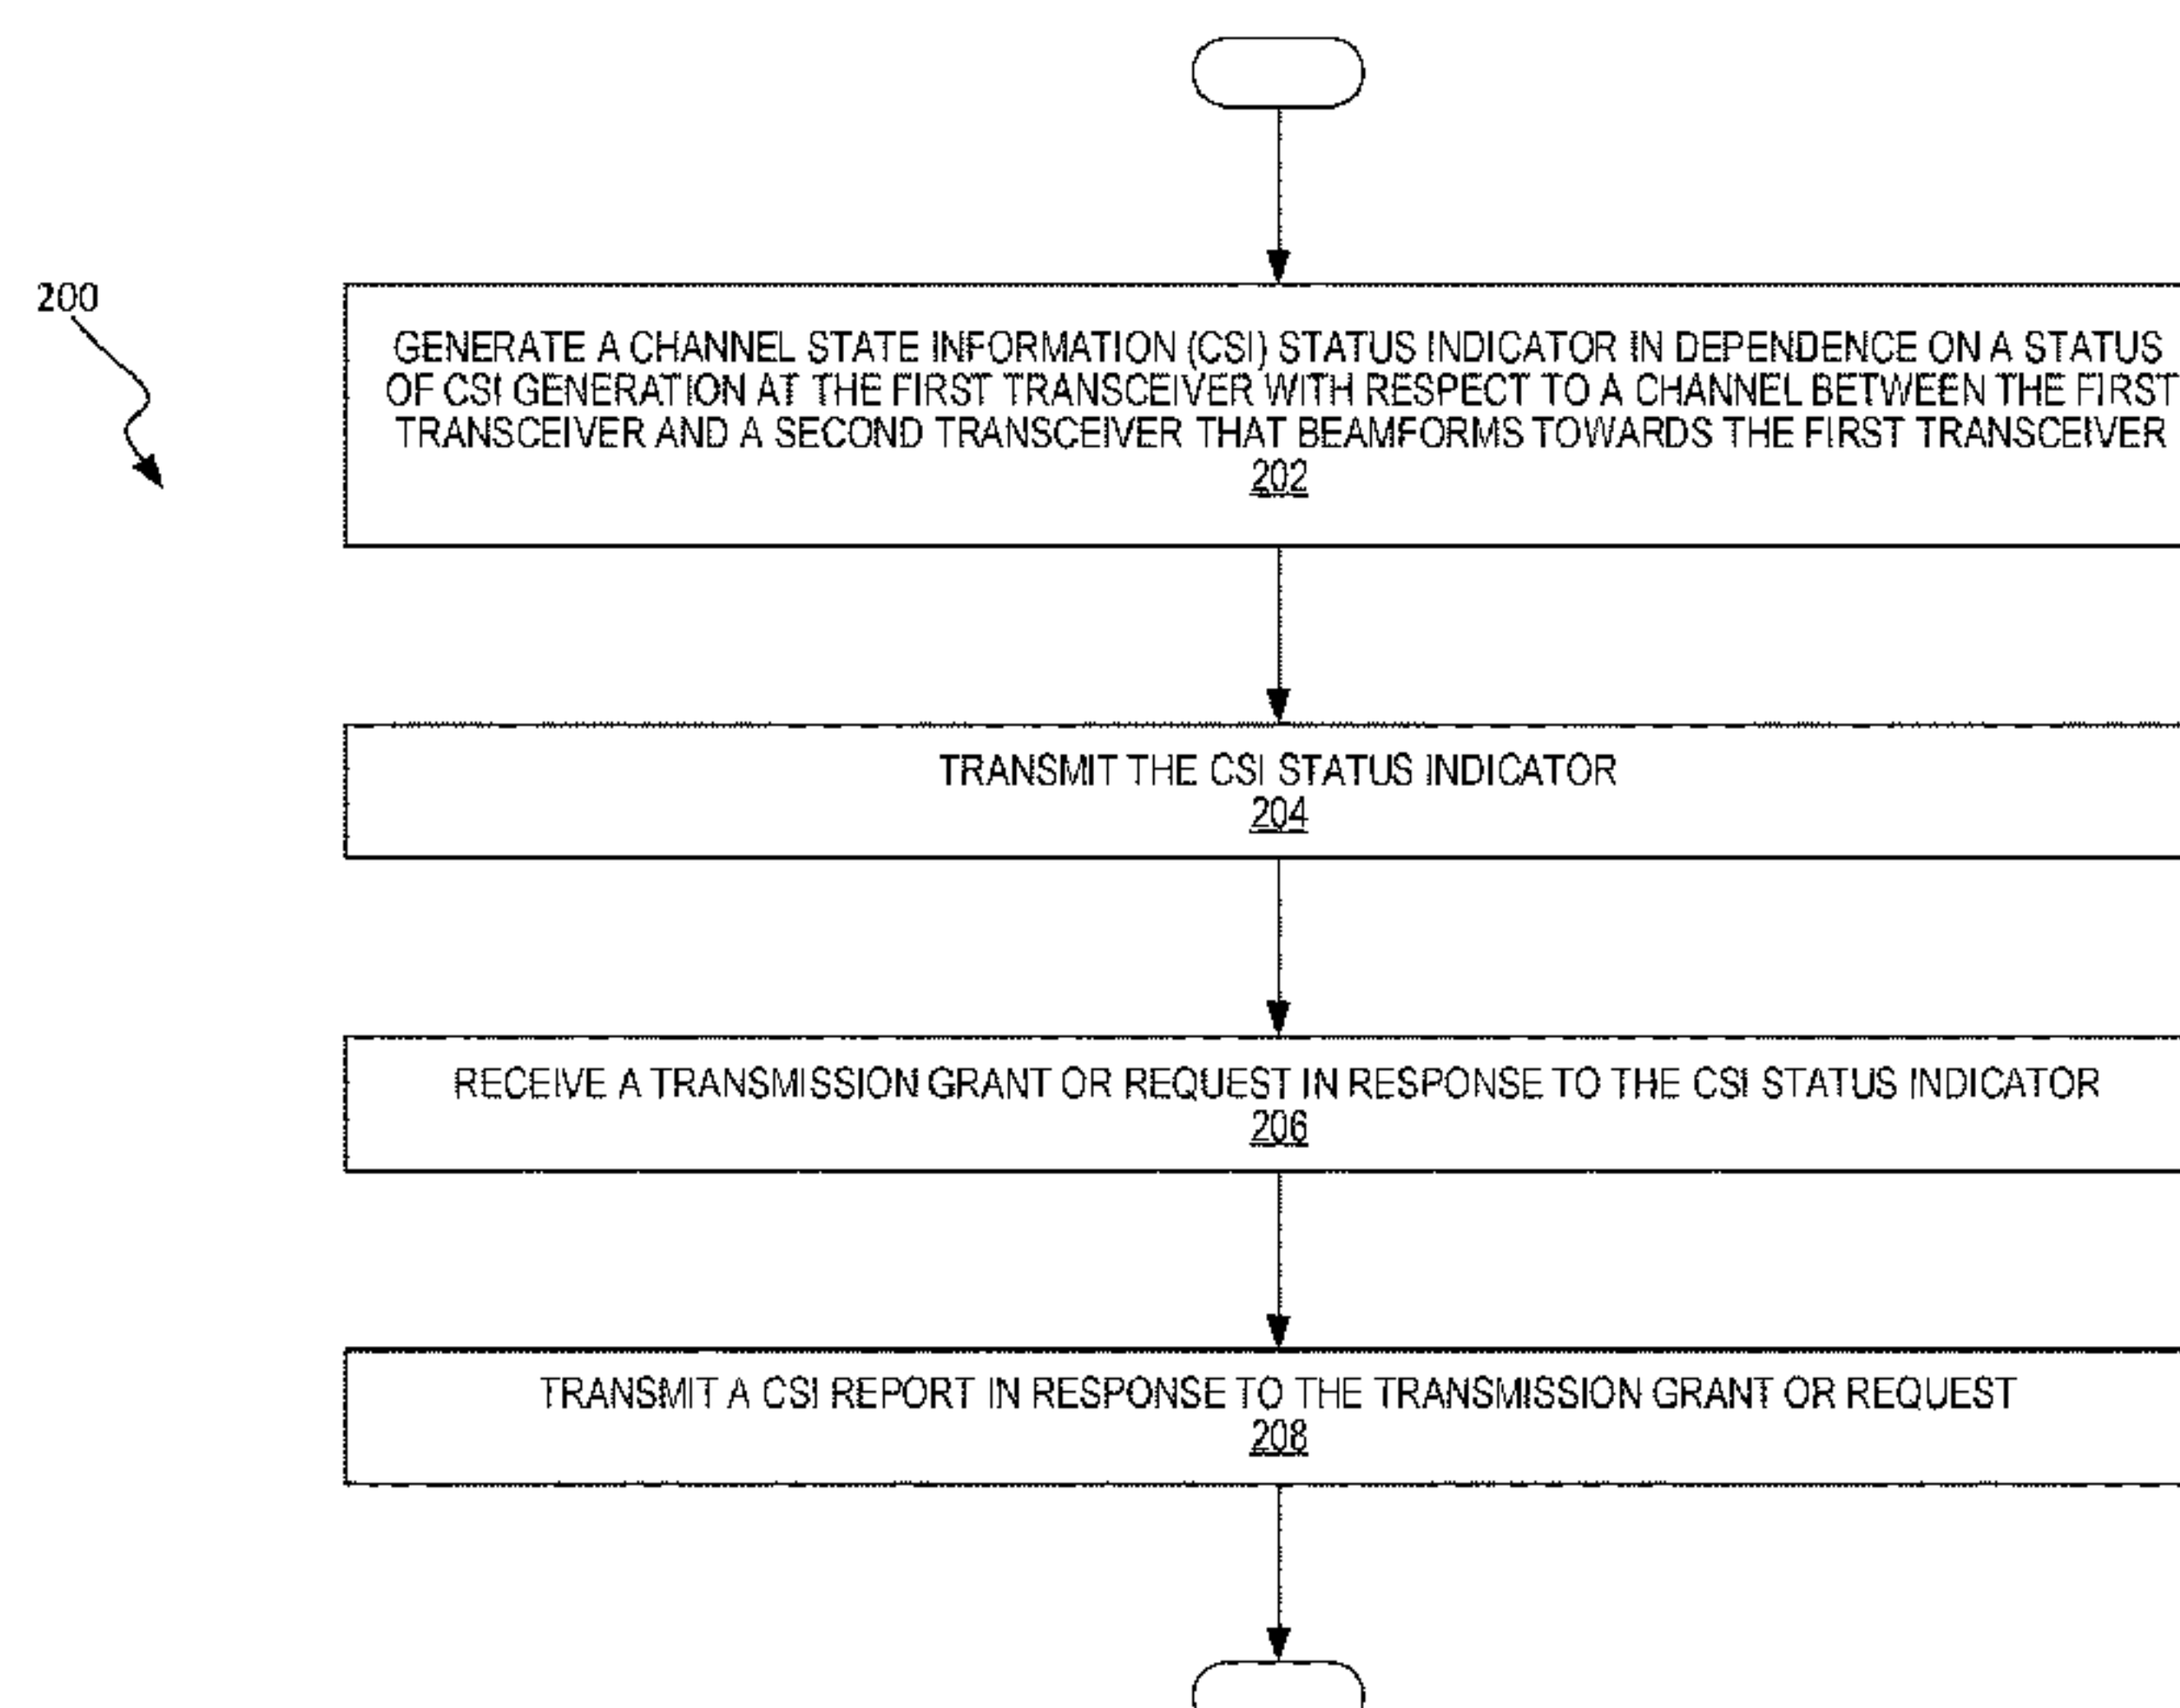 200
GENERATE A CHANNEL STATE INFORMATION (CSI) STATUS INDICATOR IN DEPENDENCE ON A STATUS
OF CSI GENERATION AT THE FIRST TRANSCEIVER WITH RESPECT TO A CHANNEL BETWEEN THE FIRST
TRANSCEIVER AND A SECOND TRANSCEIVER THAT BEAMFORMS TOWARDS THE FIRST TRANSCEIVER
202
TRANSMIT THE CSI STATUS INDICATOR
204
RECEIVE A TRANSMISSION GRANT OR REQUEST IN RESPONSE TO THE CSI STATUS INDICATOR
206
TRANSMIT A CSI REPORT IN RESPONSE TO THE TRANSMISSION GRANT OR REQUEST
208